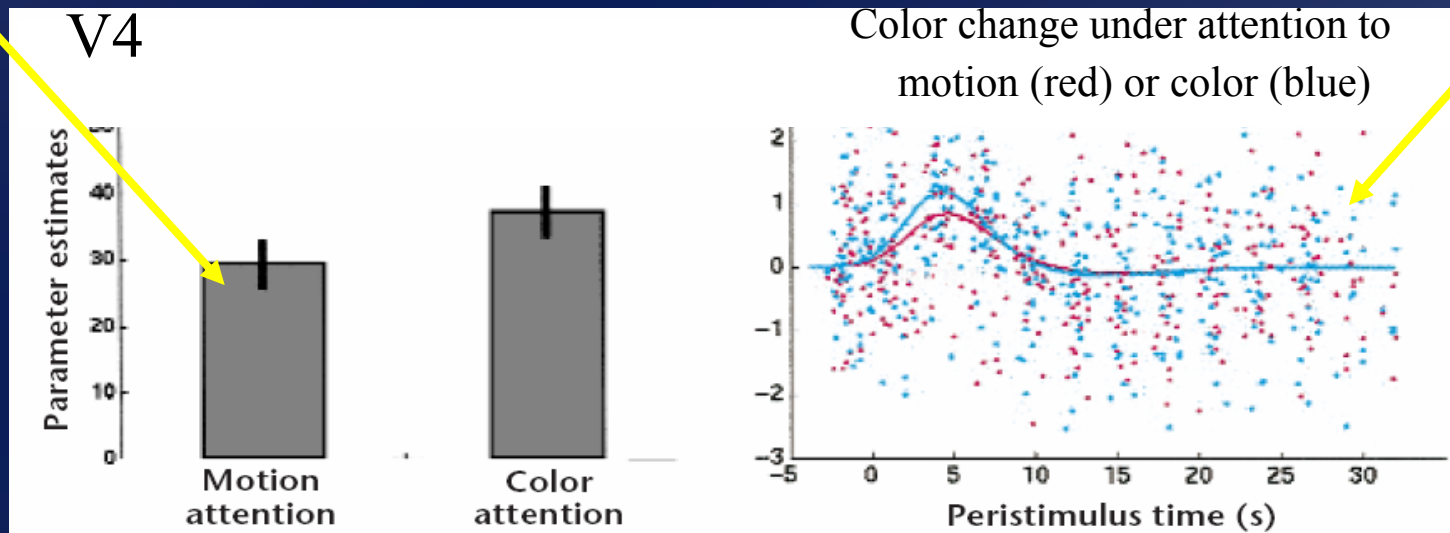 V4
Color change under attention to
motion (red) or color (blue)
Parameter estimates
40
30
20
10
0
Motion
attention
Color
attention
2
1
0
−1
−2
−3
−5
0
5
10
15
20
25
30
Peristimulus time (s)